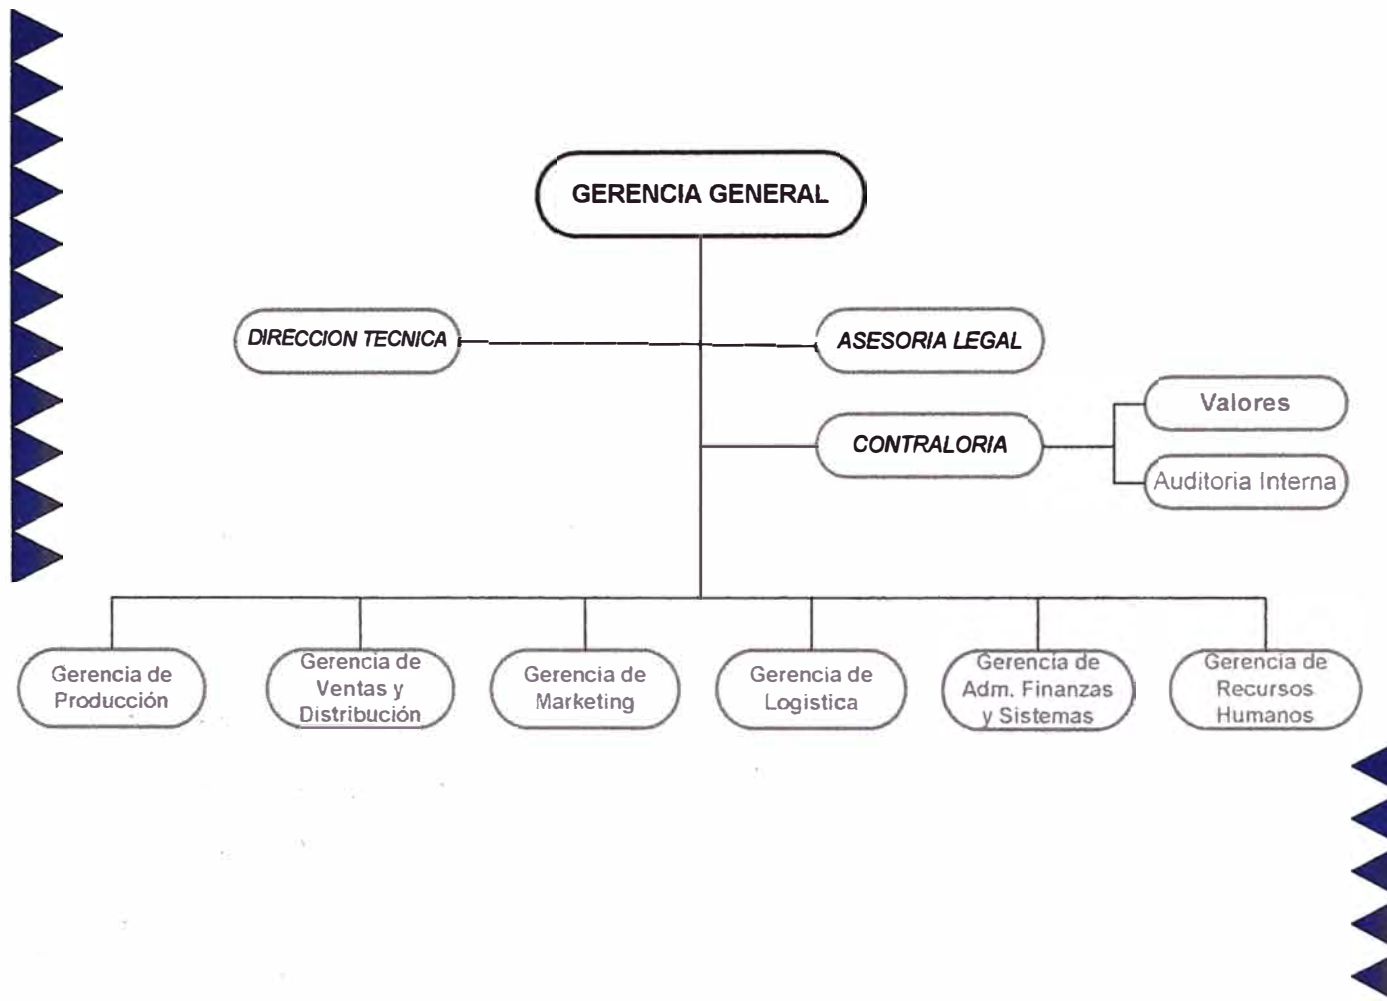 GERENCIA GENERAL
DIRECCION TECNICA
ASESORIA LEGAL
CONTRALORIA
Valores
Auditoria Interna
Gerencia de
Producción
Gerencia de
Ventas y
Distribución
Gerencia de
Marketing
Gerencia de
Logistica
Gerencia de
Adm. Finanzas
y Sistemas
Gerencia de
Recursos
Humanos